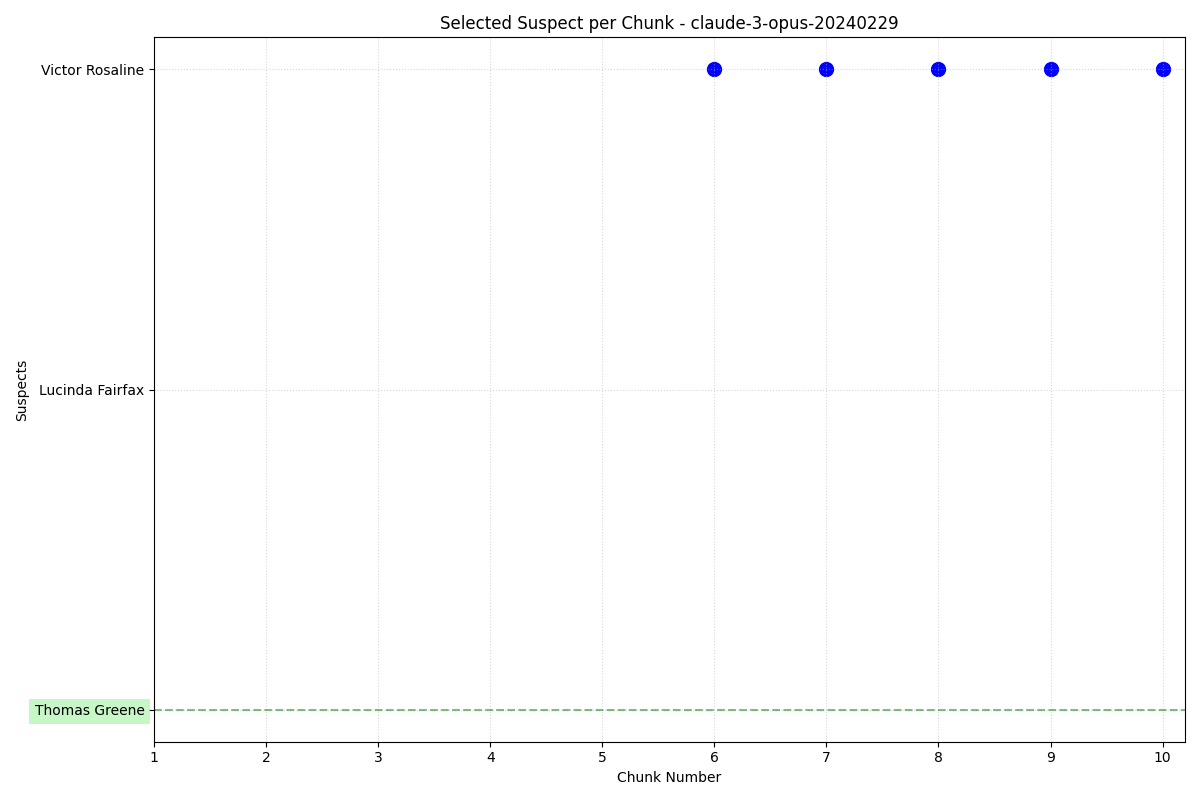 Selected Suspect per Chunk - claude-3-opus-20240229
Victor Rosaline
Lucinda Fairfax
Thomas Greene
Suspects
1 2 3 4 5 6 7 8 9 10
Chunk Number